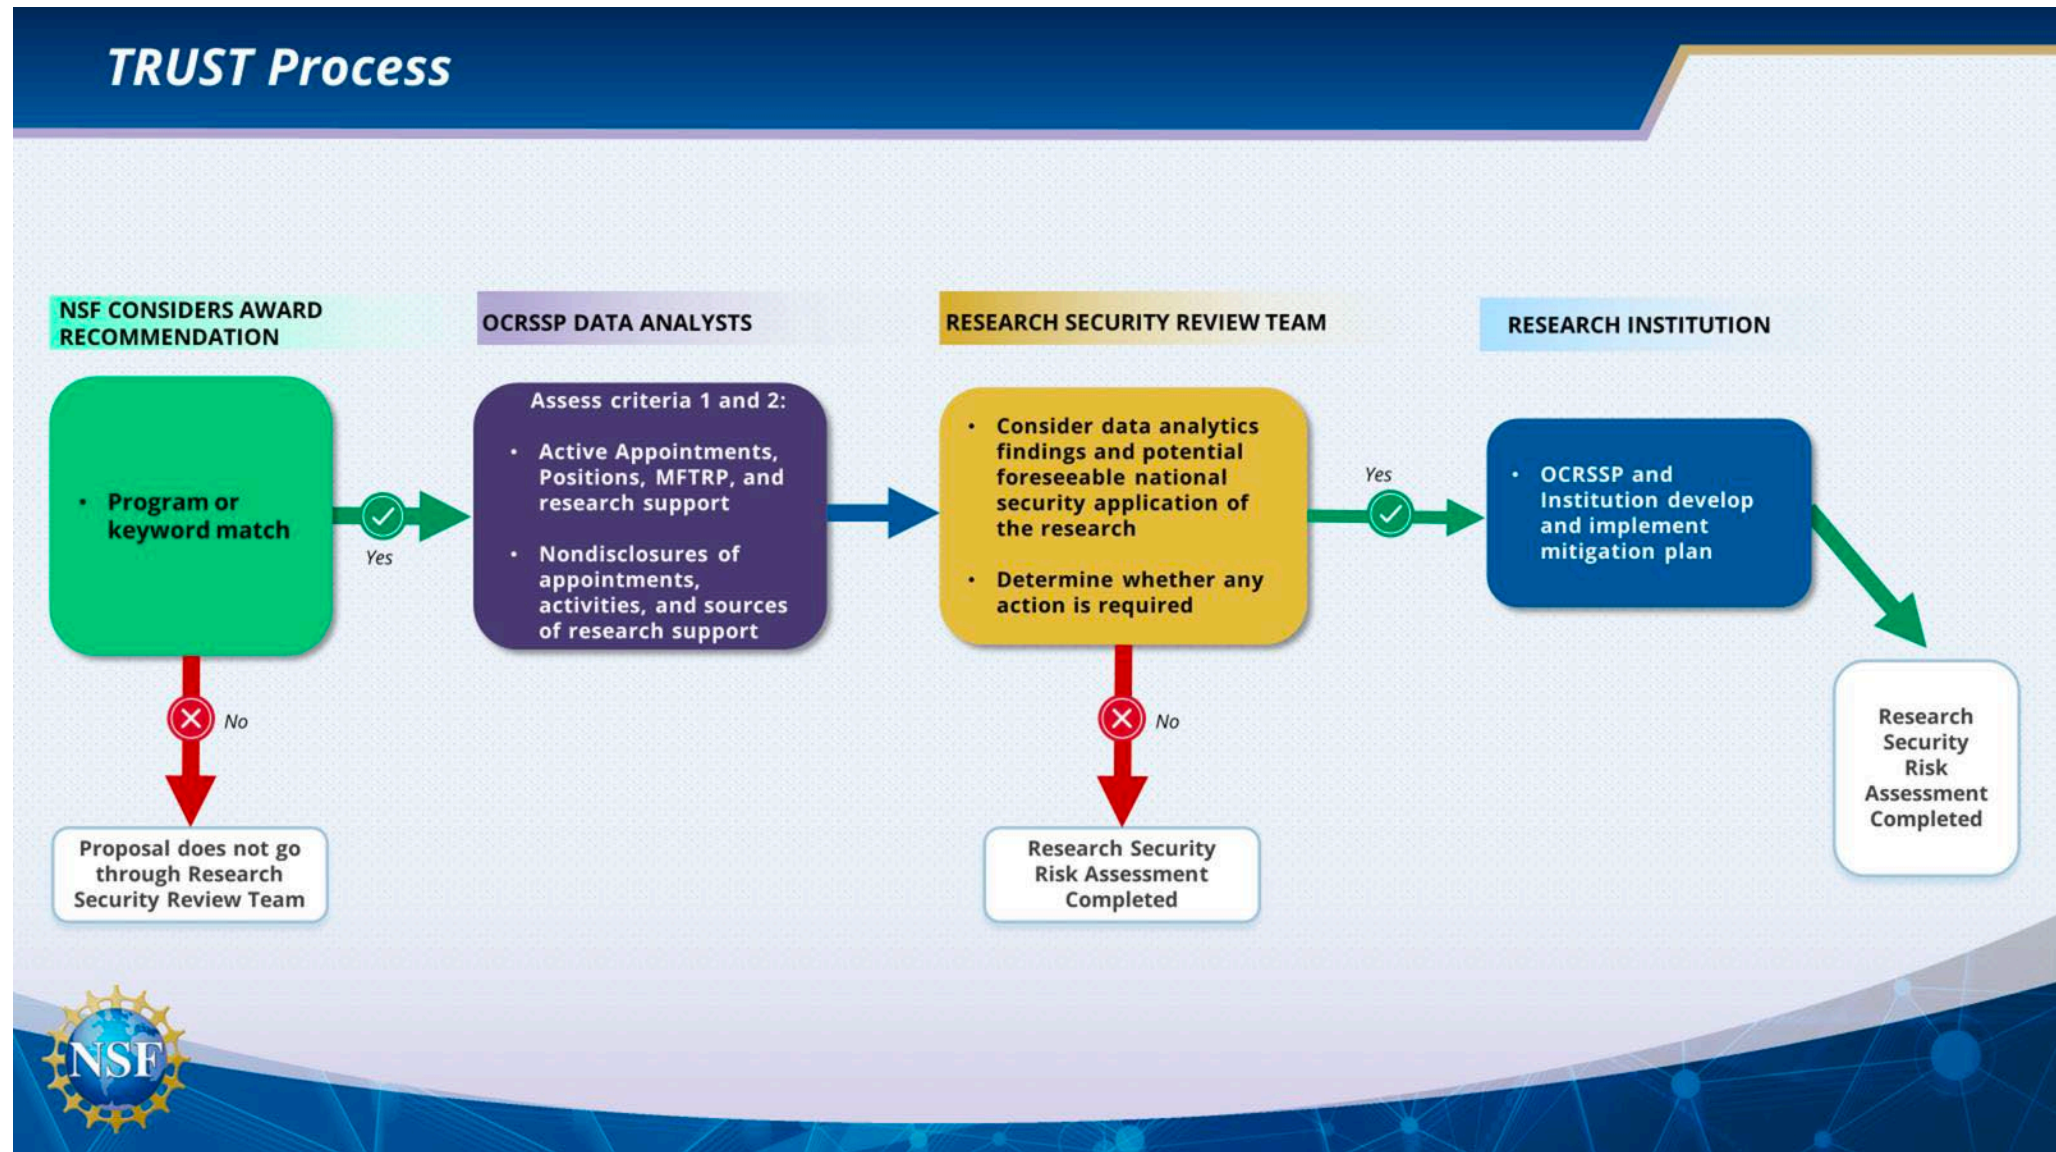 TRUST Process
NSF CONSIDERS AWARD
RECOMMENDATION
• Program or
keyword match
Yes
No
Proposal does not go
through Research
Security Review Team
OCRSSP DATA ANALYSTS
Assess criteria 1 and 2:
• Active Appointments,
Positions, MFTRP, and
research support
• Nondisclosures of
appointments,
activities, and sources
of research support
RESEARCH SECURITY REVIEW TEAM
• Consider data analytics
findings and potential
foreseeable national
security application of
the research
• Determine whether any
action is required
Yes
No
Research Security
Risk Assessment
Completed
RESEARCH INSTITUTION
• OCRSSP and
Institution develop
and implement
mitigation plan
Research
Security
Risk
Assessment
Completed
NSF